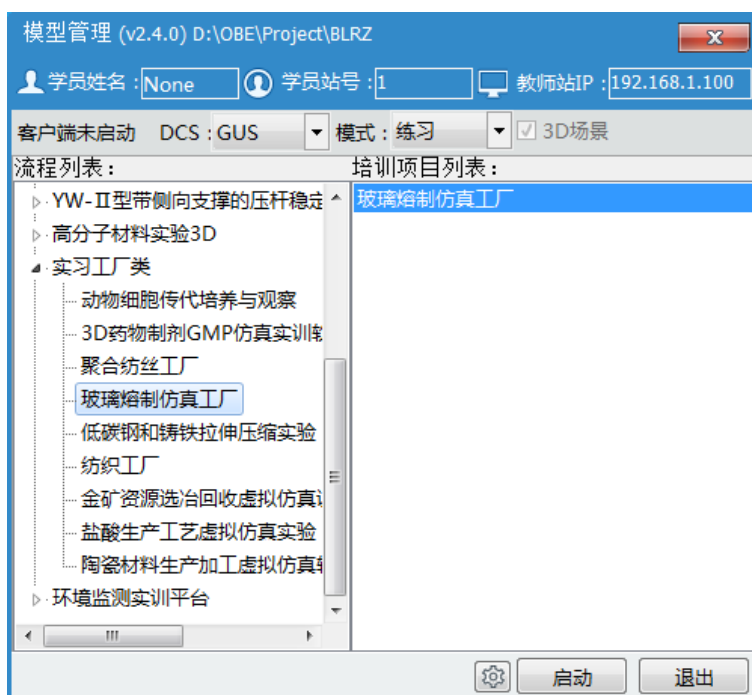 模型管理 (v2.4.0) D:\OBE\Project\BLRZ
学员姓名 : None 学员站号 : 1 教师站IP : 192.168.1.100
客户端未启动 DCS : GUS 模式 : 练习 3D场景
流程列表 : 培训项目列表 :
YW-Ⅱ型带侧向支撑的压杆稳定
高分子材料实验3D
实习工厂类
动物细胞传代培养与观察
3D药物制剂GMP仿真实训
聚合纺丝工厂
玻璃熔制仿真工厂
低碳钢和铸铁拉伸压缩实验
纺织工厂
金矿资源选冶回收虚拟仿真
盐酸生产工艺虚拟仿真实验
陶瓷材料生产加工虚拟仿真
环境监测实训平台
玻璃熔制仿真工厂
启动 退出